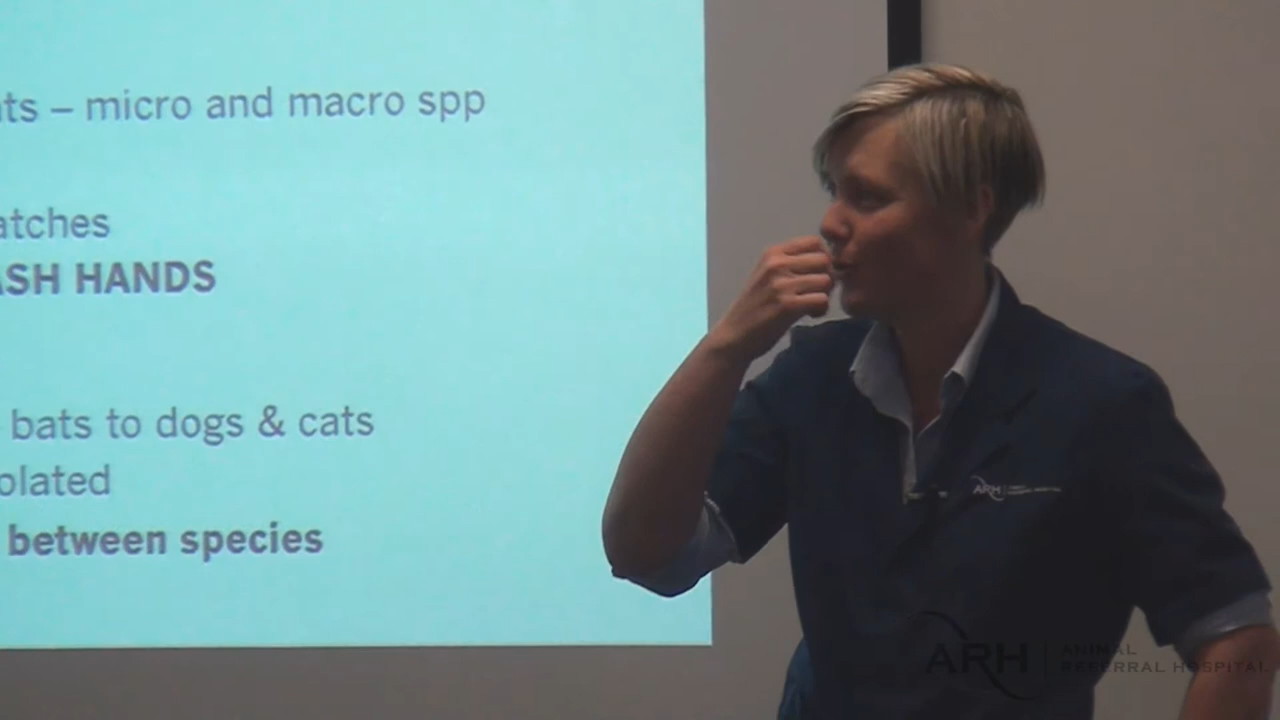 ts – micro and macro spp
atches
ASH HANDS
bats to dogs & cats
olated
between species
ARH
ARH ANIMAL
REFERRAL HOSPITAL